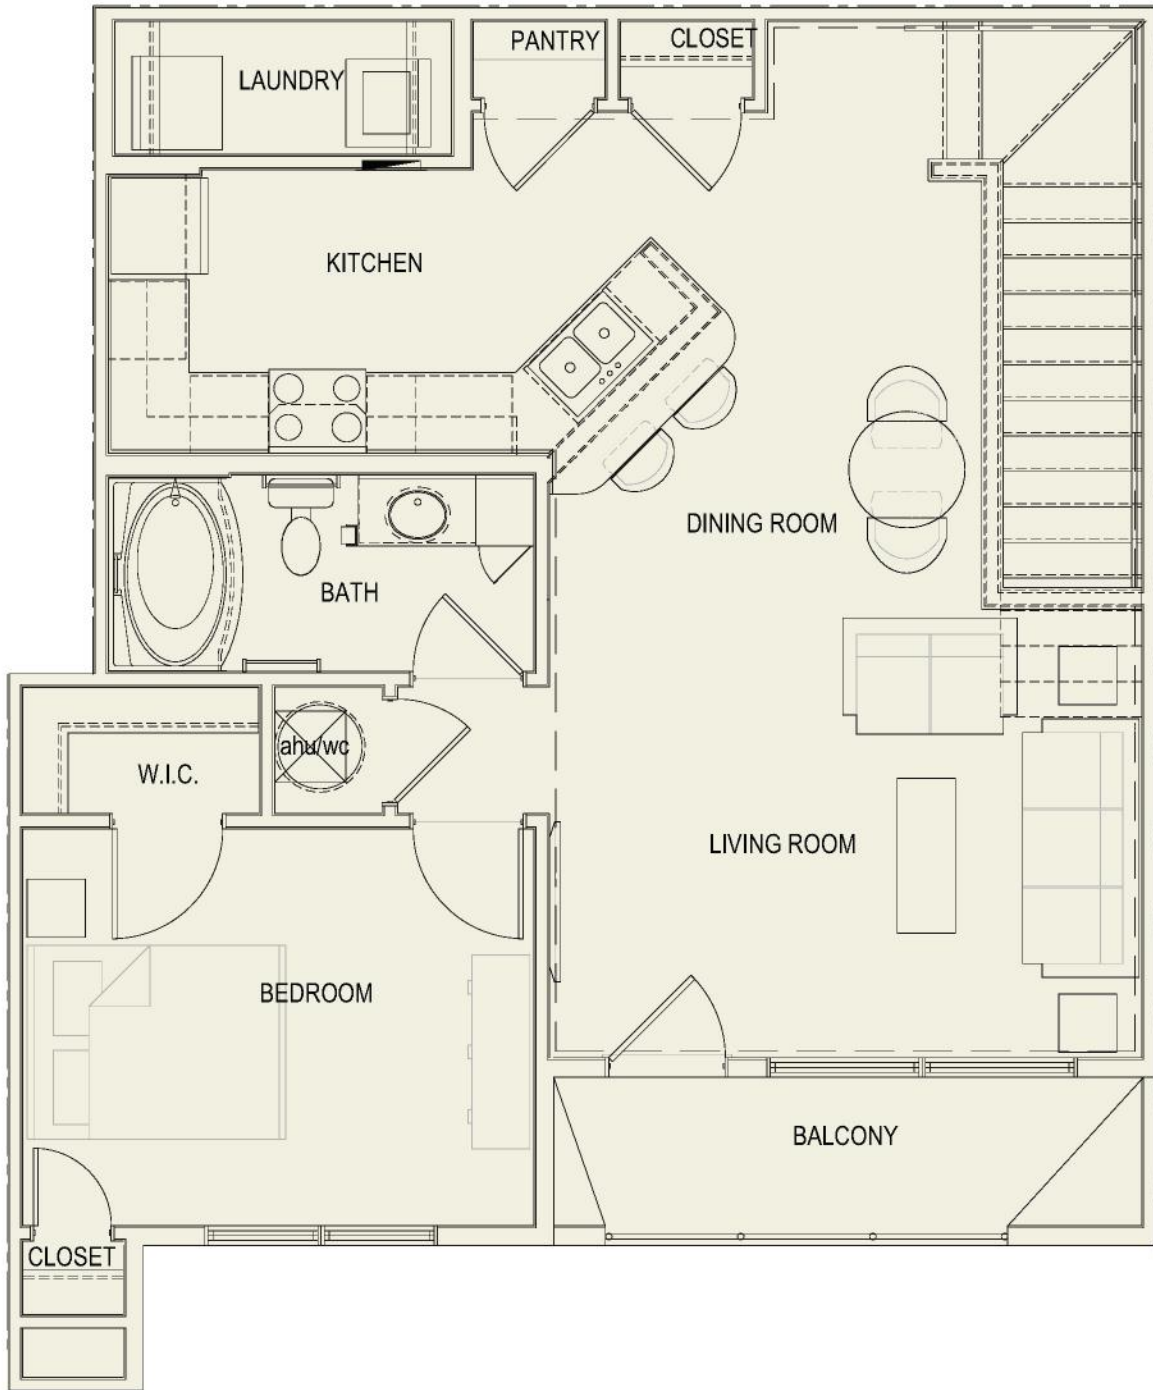 PANTRY
CLOSET
LAUNDRY
KITCHEN
DINING ROOM
BATH
ahu/wc
W.I.C.
LIVING ROOM
BEDROOM
BALCONY
CLOSET